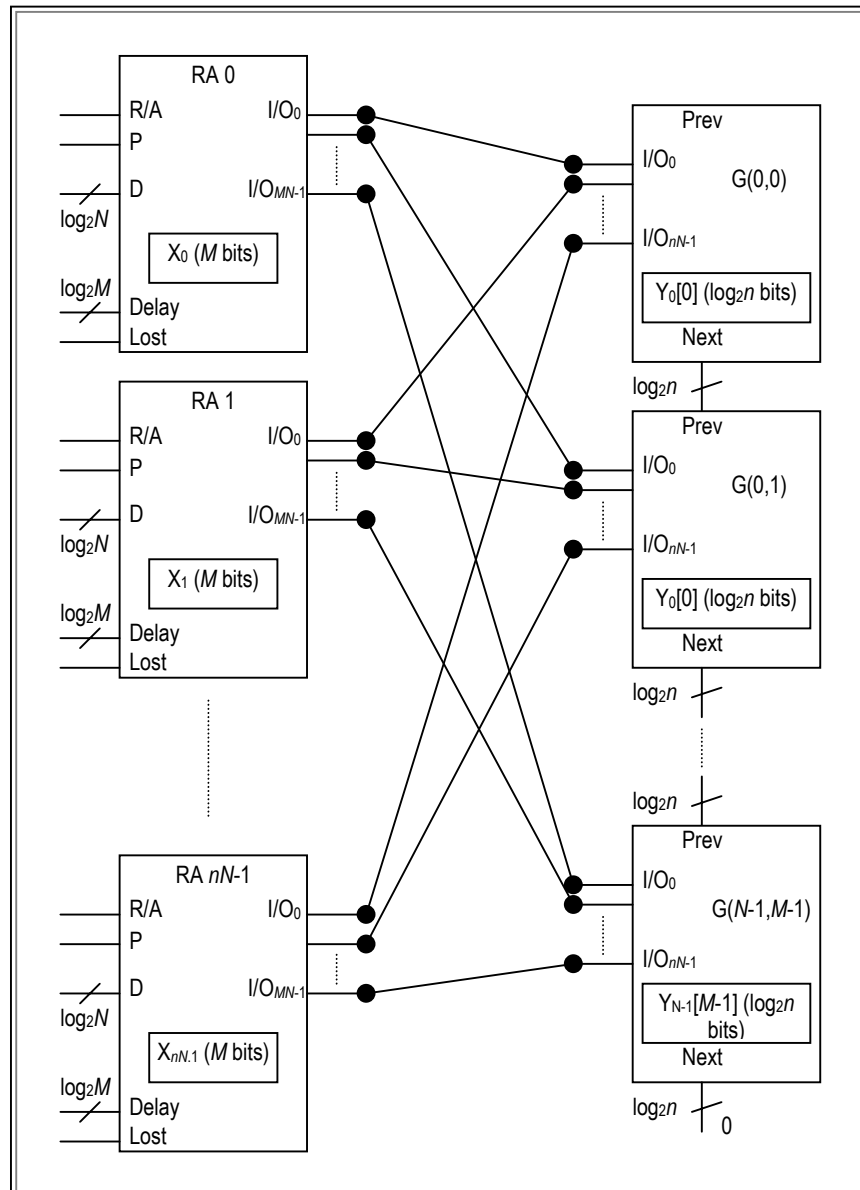 RA 0
R/A
I/O0
P
D
I/OMN-1
log2N
X0 (M bits)
log2M
Delay
Lost
RA 1
R/A
I/O0
P
D
I/OMN-1
log2N
X1 (M bits)
log2M
Delay
Lost
RA nN-1
R/A
I/O0
P
D
I/OMN-1
log2N
XnN.1 (M bits)
log2M
Delay
Lost
Prev
I/O0
G(0,0)
I/OnN-1
Y0[0] (log2n bits)
Next
log2n
Prev
I/O0
G(0,1)
I/OnN-1
Y0[0] (log2n bits)
Next
log2n
log2n
Prev
I/O0
G(N-1,M-1)
I/OnN-1
YN-1[M-1] (log2n
bits)
Next
log2n
0